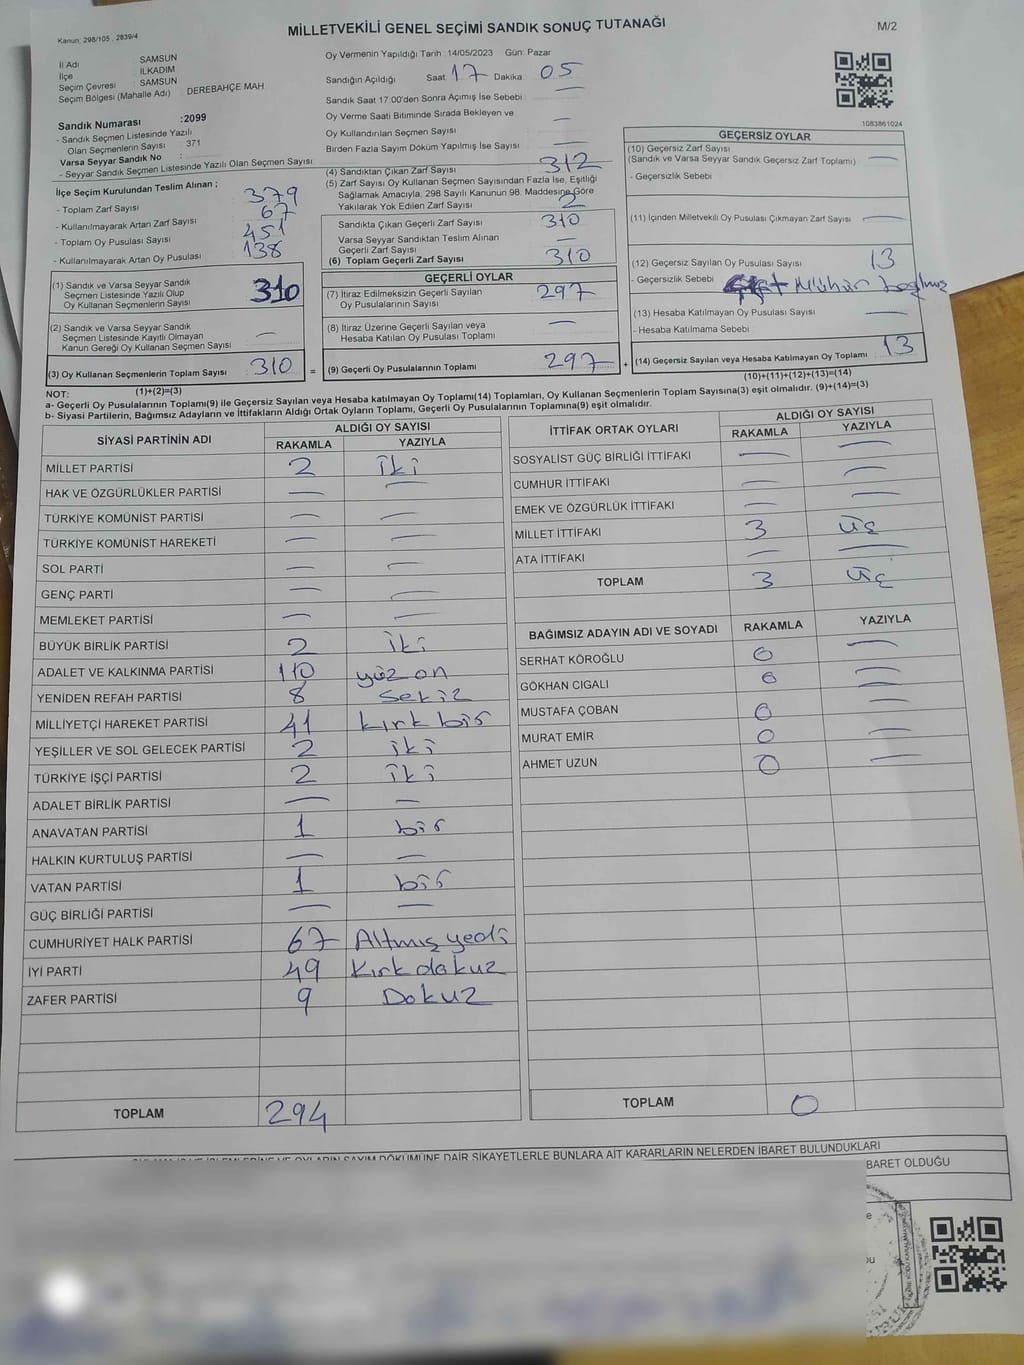 Kanun: 298/105 , 2839/4
MİLLETVEKİLİ GENEL SEÇİMİ SANDIK SONUÇ TUTANAĞI
M/2
İl Adı SAMSUN
İlçe İLKADIM
Seçim Çevresi SAMSUN
Seçim Bölgesi (Mahalle Adı) DEREBAHÇE MAH
Sandık Numarası :2099
- Sandık Seçmen Listesinde Yazılı
Olan Seçmenlerin Sayısı : 371
Varsa Seyyar Sandık No :
- Seyyar Sandık Seçmen Listesinde Yazılı Olan Seçmen Sayısı:
Oy Vermenin Yapıldığı Tarih :14/05/2023 Gün: Pazar
Sandığın Açıldığı Saat 17 Dakika 05
Sandık Saat 17:00'den Sonra Açımış İse Sebebi — 
Oy Verme Saati Bitiminde Sırada Bekleyen ve
Oy Kullandırılan Seçmen Sayısı —
Birden Fazla Sayım Döküm Yapılmış İse Sayısı —
1083861024
İlçe Seçim Kurulundan Teslim Alınan ;
- Toplam Zarf Sayısı 379
- Kullanılmayarak Artan Zarf Sayısı 67
- Toplam Oy Pusulası Sayısı 451
- Kullanılmayarak Artan Oy Pusulası 138
(1) Sandık ve Varsa Seyyar Sandık
Seçmen Listesinde Yazılı Olup
Oy Kullanan Seçmenlerin Sayısı 310
(2) Sandık ve Varsa Seyyar Sandık
Seçmen Listesinde Kayıtlı Olmayan
Kanun Gereği Oy Kullanan Seçmen Sayısı —
(3) Oy Kullanan Seçmenlerin Toplam Sayısı 310 =
(4) Sandıktan Çıkan Zarf Sayısı 312
(5) Zarf Sayısı Oy Kullanan Seçmen Sayısından Fazla İse, Eşitliği
Sağlamak Amacıyla, 298 Sayılı Kanunun 98. Maddesine Göre
Yakılarak Yok Edilen Zarf Sayısı 2
Sandıkta Çıkan Geçerli Zarf Sayısı 310
Varsa Seyyar Sandıktan Teslim Alınan
Geçerli Zarf Sayısı —
(6) Toplam Geçerli Zarf Sayısı 310
GEÇERLİ OYLAR
(7) İtiraz Edilmeksizin Geçerli Sayılan
Oy Pusulalarının Sayısı 297
(8) İtiraz Üzerine Geçerli Sayılan veya
Hesaba Katılan Oy Pusulası Toplamı —
(9) Geçerli Oy Pusulalarının Toplamı 297 +
GEÇERSİZ OYLAR
(10) Geçersiz Zarf Sayısı
(Sandık ve Varsa Seyyar Sandık Geçersiz Zarf Toplamı) —
- Geçersizlik Sebebi
(11) İçinden Milletvekili Oy Pusulası Çıkmayan Zarf Sayısı —
(12) Geçersiz Sayılan Oy Pusulası Sayısı 13
- Geçersizlik Sebebi Mühür
(13) Hesaba Katılmayan Oy Pusulası Sayısı —
- Hesaba Katılmama Sebebi
(14) Geçersiz Sayılan veya Hesaba Katılmayan Oy Toplamı 13
(10)+(11)+(12)+(13)=(14)
NOT: (1)+(2)=(3)
a- Geçerli Oy Pusulalarının Toplamı(9) ile Geçersiz Sayılan veya Hesaba Katılmayan oy Toplamı(14) Toplamları, Oy Kullanan Seçmenlerin Toplam Sayısına(3) eşit olmalıdır. (9)+(14)=(3)
b- Siyasi Partilerin, Bağımsız Adayların ve İttifakların Aldığı Ortak Oyların Toplamı, Geçerli Oy Pusulalarının Toplamına(9) eşit olmalıdır.
SİYASİ PARTİNİN ADI ALDIĞI OY SAYISI
RAKAMLA YAZIYLA
MİLLET PARTİSİ 2 iki
HAK VE ÖZGÜRLÜKLER PARTİSİ — —
TÜRKİYE KOMÜNİST PARTİSİ — —
TÜRKİYE KOMÜNİST HAREKETİ — —
SOL PARTİ — —
GENÇ PARTİ — —
MEMLEKET PARTİSİ — —
BÜYÜK BİRLİK PARTİSİ 2 iki
ADALET VE KALKINMA PARTİSİ 110 yüz on
YENİDEN REFAH PARTİSİ 8 sekiz
MİLLİYETÇİ HAREKET PARTİSİ 41 kırk bir
YEŞİLLER VE SOL GELECEK PARTİSİ 2 iki
TÜRKİYE İŞÇİ PARTİSİ 2 iki
ADALET BİRLİK PARTİSİ — —
ANAVATAN PARTİSİ 1 bir
HALKIN KURTULUŞ PARTİSİ — —
VATAN PARTİSİ 1 bir
GÜÇ BİRLİĞİ PARTİSİ — —
CUMHURİYET HALK PARTİSİ 67 Altmış yedi
İYİ PARTİ 49 Kırk dokuz
ZAFER PARTİSİ 9 Dokuz
TOPLAM 294
İTTİFAK ORTAK OYLARI ALDIĞI OY SAYISI
RAKAMLA YAZIYLA
SOSYALİST GÜÇ BİRLİĞİ İTTİFAKI — —
CUMHUR İTTİFAKI — —
EMEK VE ÖZGÜRLÜK İTTİFAKI — —
MİLLET İTTİFAKI 3 üç
ATA İTTİFAKI — —
TOPLAM 3 üç
BAĞIMSIZ ADAYIN ADI VE SOYADI RAKAMLA YAZIYLA
SERHAT KÖROĞLU 0 —
GÖKHAN CIGALI 0 —
MUSTAFA ÇOBAN 0 —
MURAT EMİR 0 —
AHMET UZUN 0 —
TOPLAM 0
OYLARIN SAYIM DÖKÜMÜNE DAİR ŞİKAYETLERLE BUNLARA AİT KARARLARIN NELERDEN İBARET BULUNDUKLARI
BARET OLDUĞU